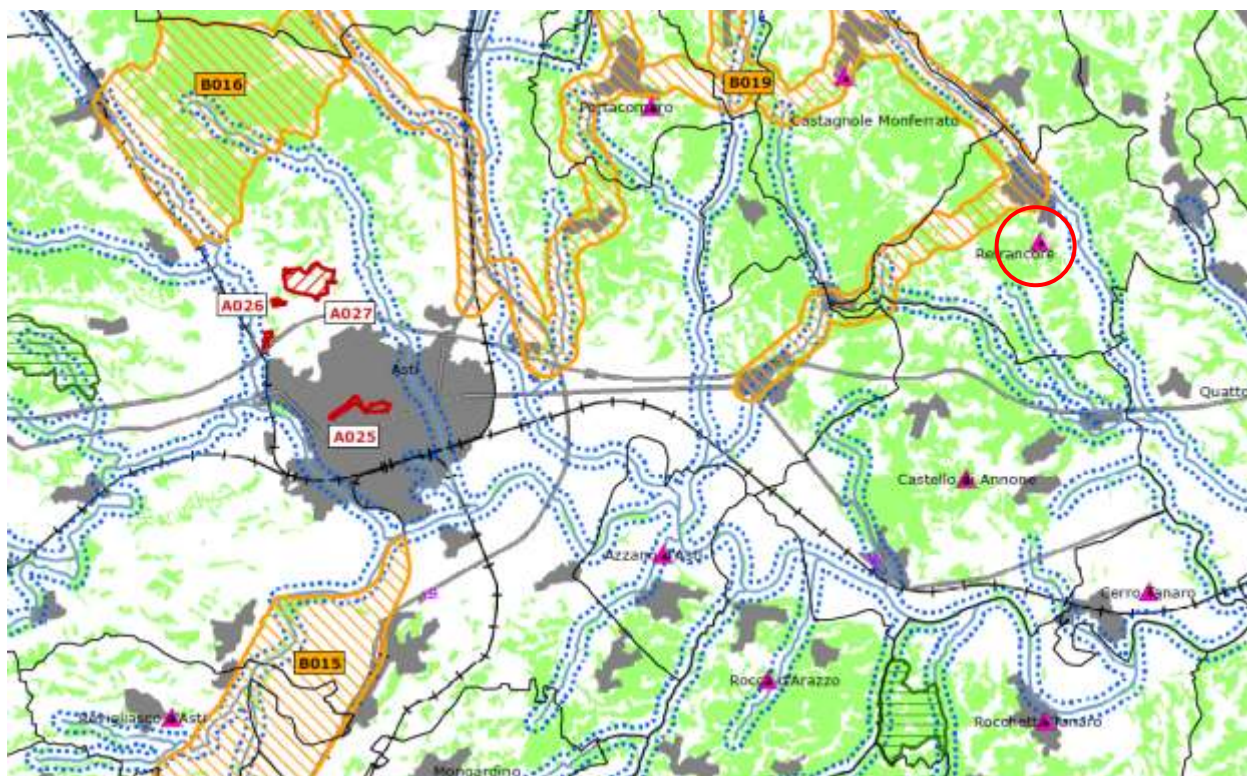 B016
B019
Portacomaro
Castagnole Monferrato
Refrancore
A026
A027
Asti
Quatto
A025
Castello di Annone
Azzano d'Asti
Cerro Tanaro
B015
Rocca d'Arazzo
Revigliasco d'Asti
Rocchetta Tanaro
Mongardino